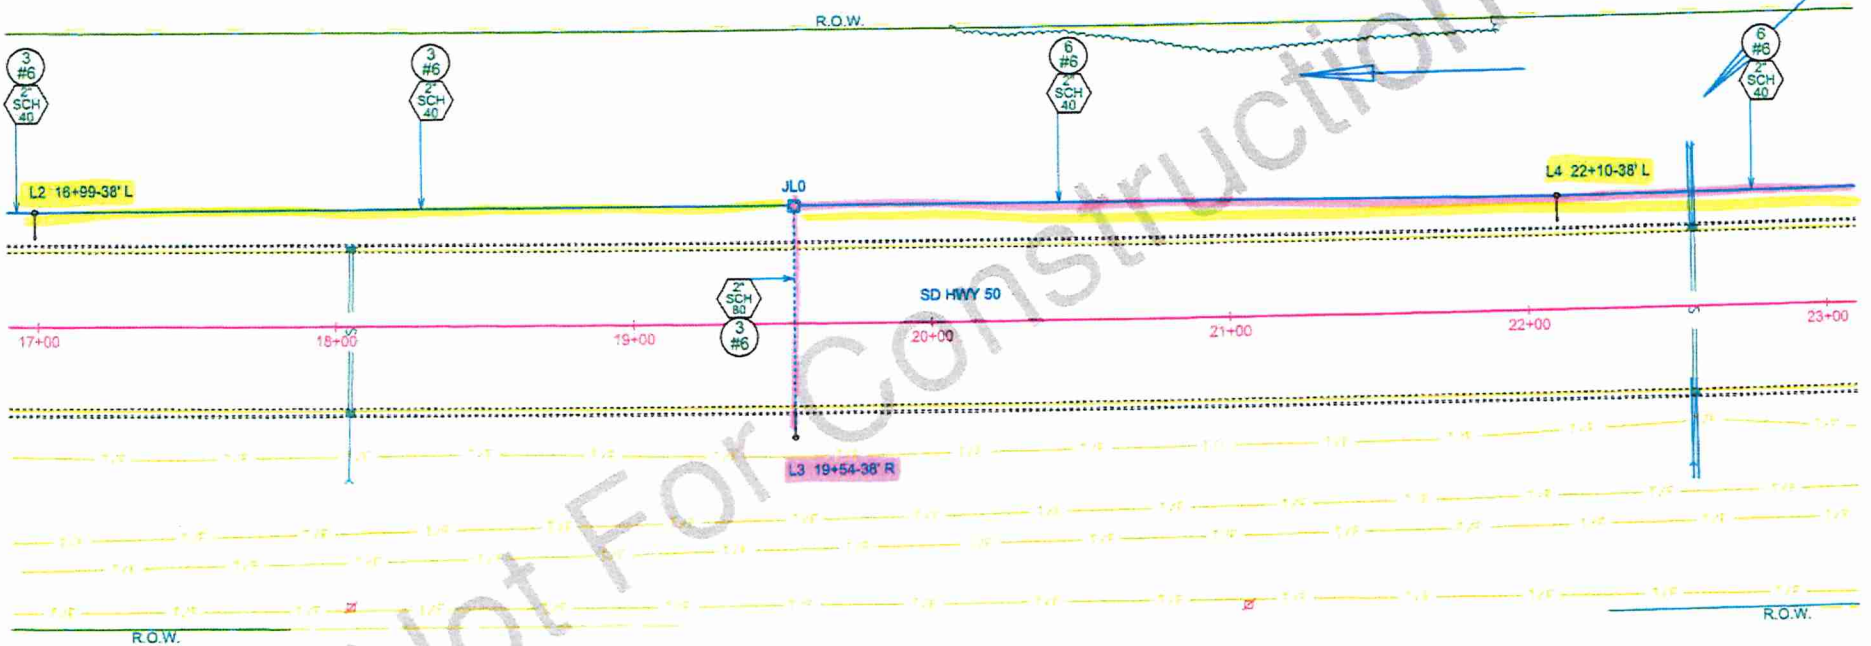 R.O.W.
3
#6
2"
SCH
40
3
#6
2"
SCH
40
6
#6
2"
SCH
40
6
#6
2"
SCH
40
L2 16+99-38' L
JL0
L4 22+10-38' L
2"
SCH
80
3
#6
SD HWY 50
S
S
17+00
18+00
19+00
20+00
21+00
22+00
23+00
L3 19+54-38' R
R.O.W.
R.O.W.
Not For Construction